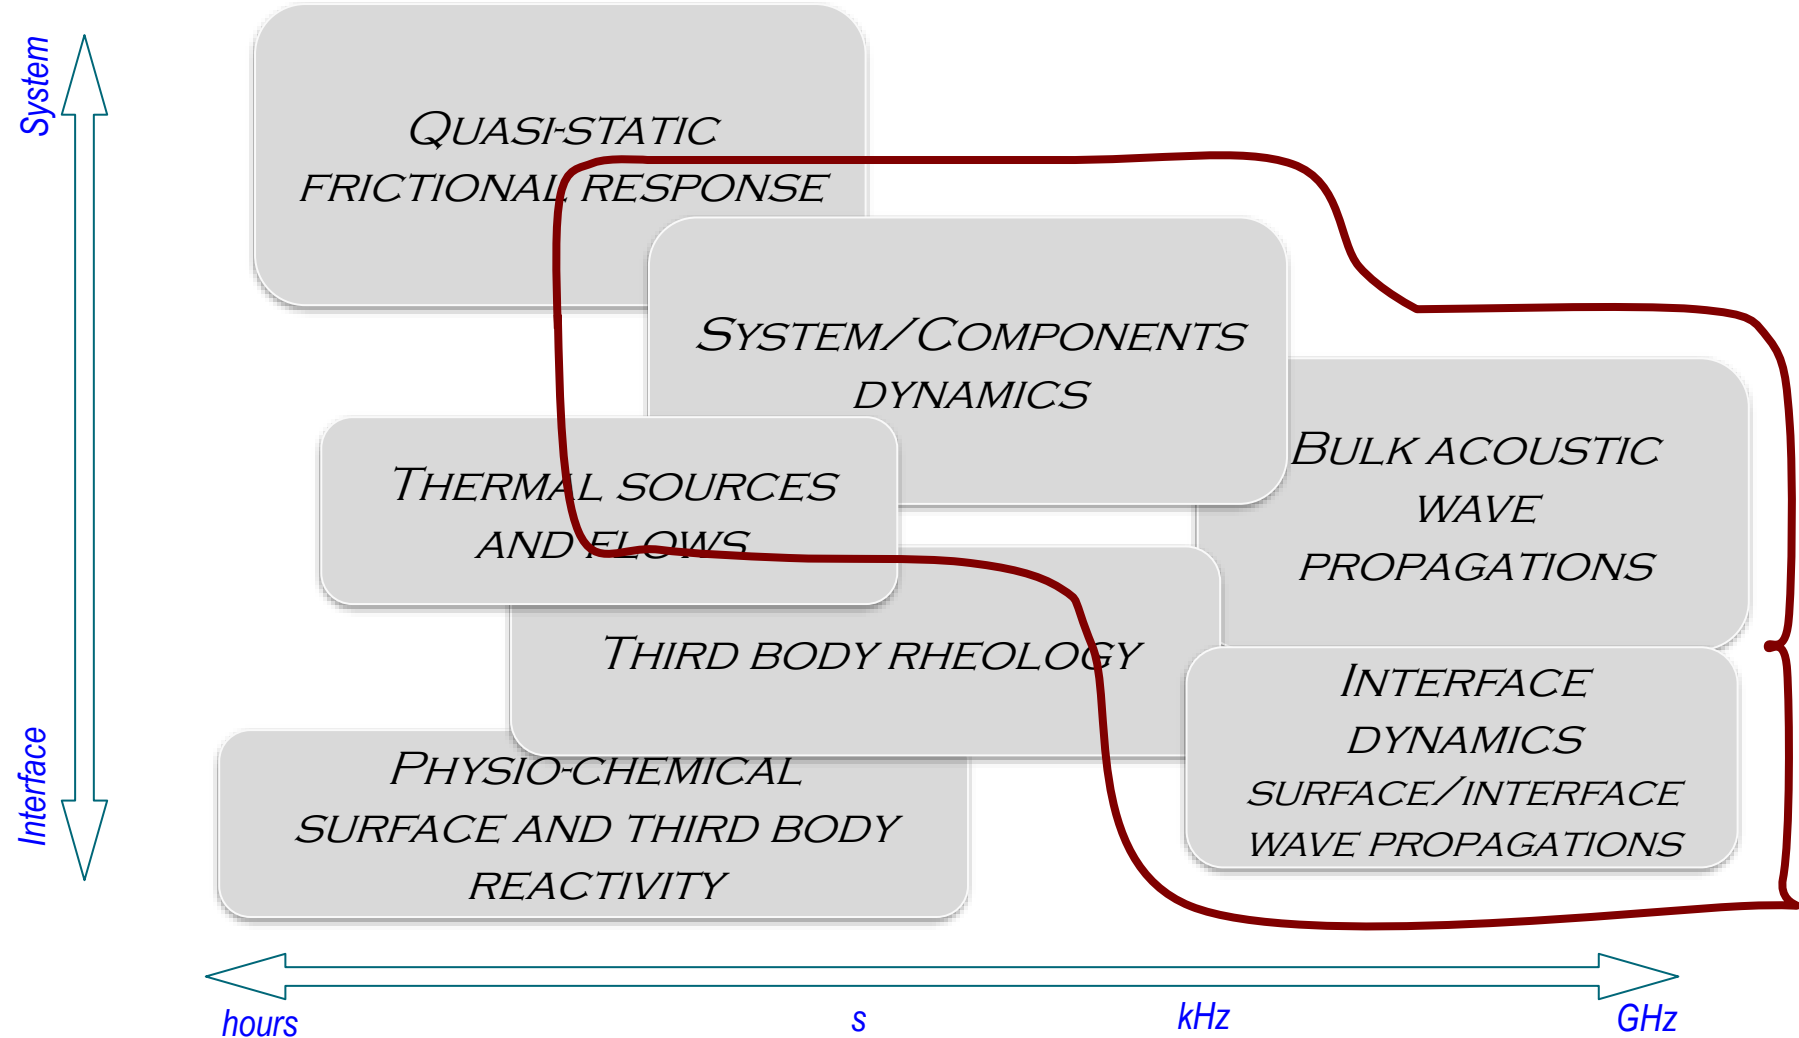 System
Quasi-static
frictional response
System/Components
dynamics
Bulk acoustic
wave
propagations
Thermal sources
and flows
Third body rheology
Interface
dynamics
surface/interface
wave propagations
Interface
Physio-chemical
surface and third body
reactivity
hours
s
kHz
GHz